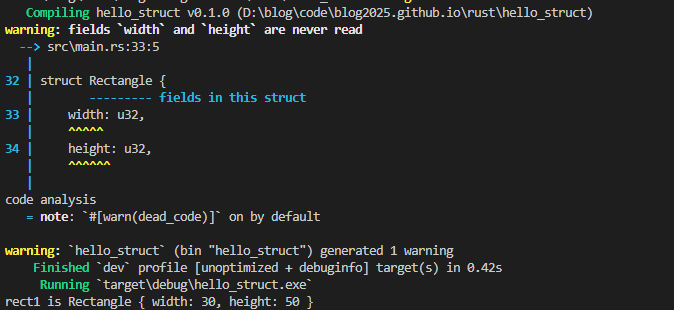 Compiling hello_struct v0.1.0 (D:\blog\code\blog2025.github.io\rust\hello_struct)
warning: fields `width` and `height` are never read
  --> src\main.rs:33:5
   |
32 | struct Rectangle {
   |        --------- fields in this struct
33 |     width: u32,
   |     ^^^^^
34 |     height: u32,
   |     ^^^^^^
   |
code analysis
   = note: `#[warn(dead_code)]` on by default

warning: `hello_struct` (bin "hello_struct") generated 1 warning
    Finished `dev` profile [unoptimized + debuginfo] target(s) in 0.42s
     Running `target\debug\hello_struct.exe`
rect1 is Rectangle { width: 30, height: 50 }